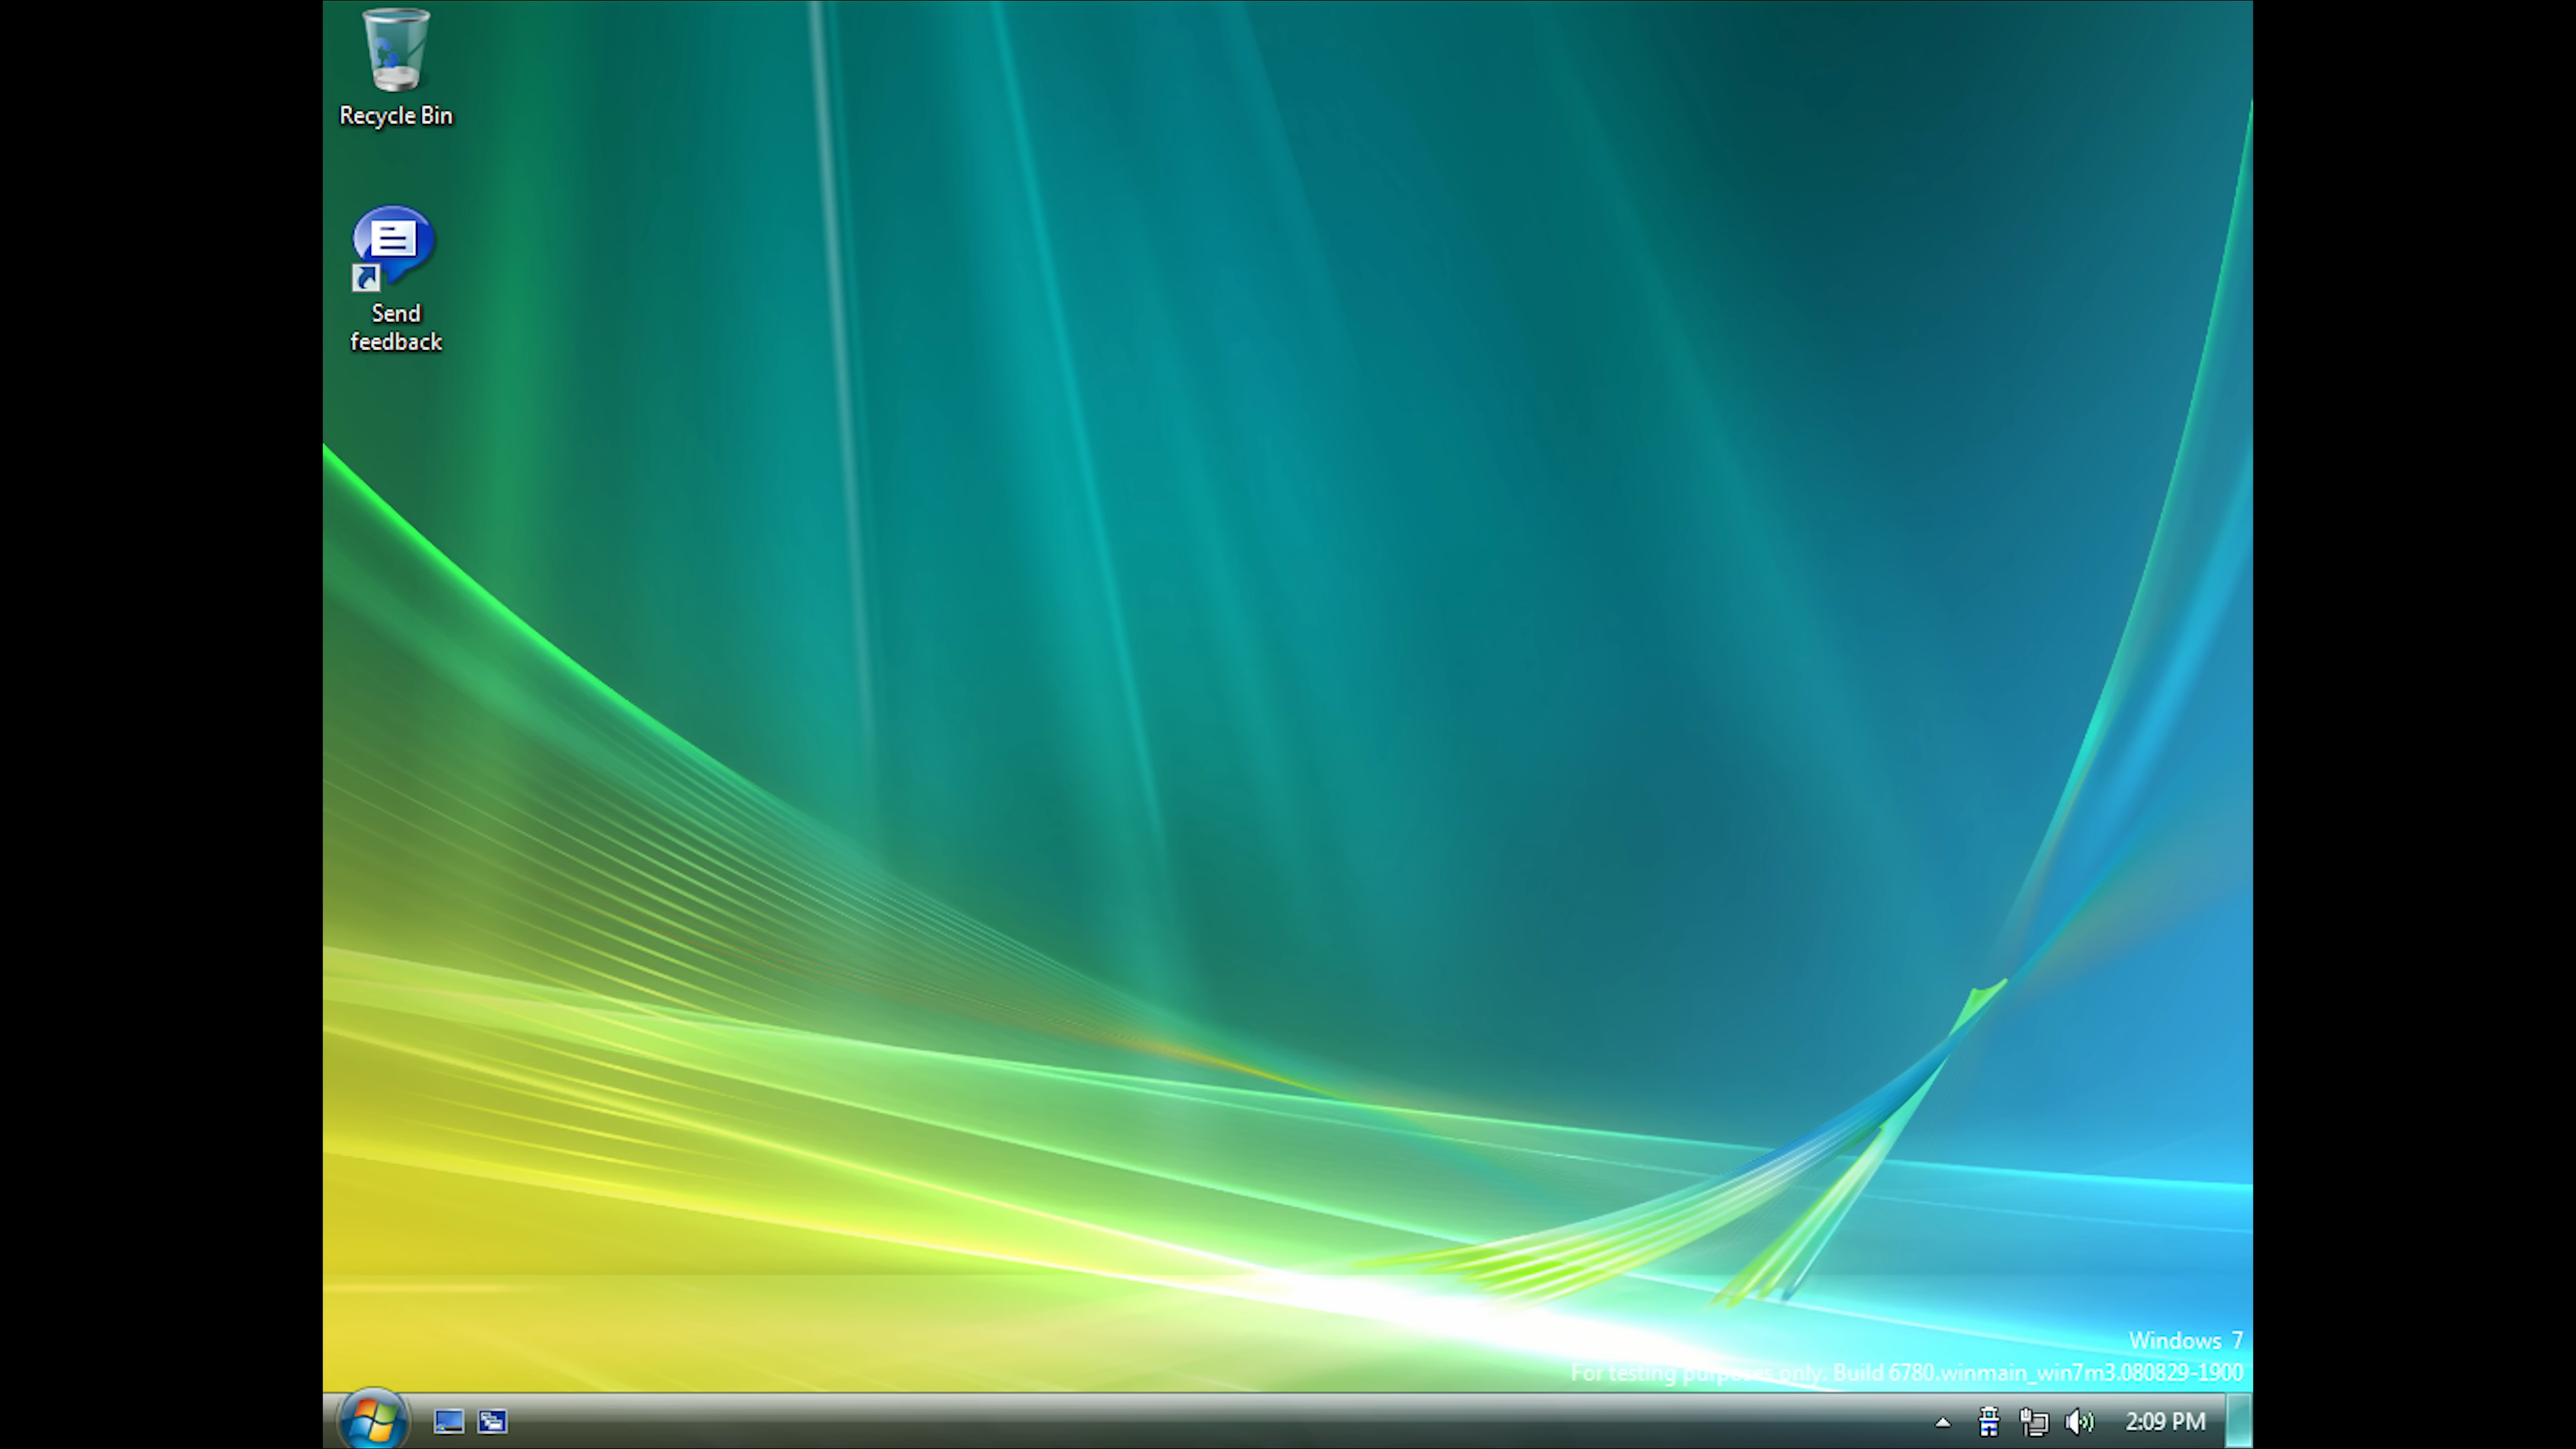 Recycle Bin
Send
feedback
Windows 7
For testing purposes only. Build 6780.winmain_win7m3.080829-1900
2:09 PM